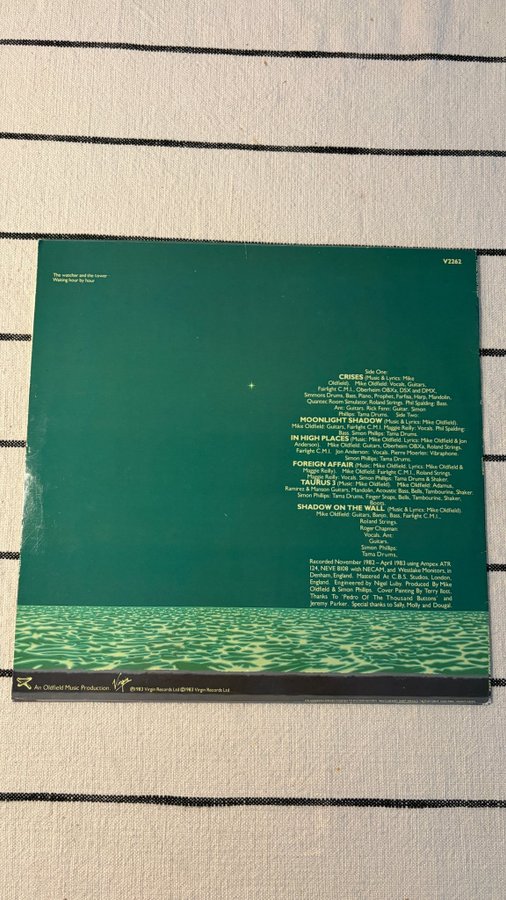 The watcher and the tower
Waiting hour by hour
V2262
Side One:
CRISES (Music & Lyrics: Mike
Oldfield). Mike Oldfield: Vocals, Guitars,
Fairlight C.M.I., Oberheim OBXa, DSX and DMX,
Simmons Drums, Bass, Piano, Prophet, Farfisa, Harp, Mandolin,
Quantec Room Simulator, Roland Strings. Phil Spalding: Bass.
Ant: Guitars. Rick Fenn: Guitar. Simon
Phillips: Tama Drums. Side Two:
MOONLIGHT SHADOW (Music & Lyrics: Mike Oldfield).
Mike Oldfield: Guitars, Fairlight C.M.I. Maggie Reilly: Vocals. Phil Spalding:
Bass. Simon Phillips: Tama Drums.
IN HIGH PLACES (Music: Mike Oldfield. Lyrics: Mike Oldfield & Jon
Anderson). Mike Oldfield: Guitars, Oberheim OBXa, Roland Strings,
Fairlight C.M.I. Jon Anderson: Vocals. Pierre Moerlen: Vibraphone.
Simon Phillips: Tama Drums.
FOREIGN AFFAIR (Music: Mike Oldfield. Lyrics: Mike Oldfield &
Maggie Reilly). Mike Oldfield: Fairlight C.M.I., Roland Strings.
Maggie Reilly: Vocals. Simon Phillips: Tama Drums & Shaker.
TAURUS 3 (Music: Mike Oldfield). Mike Oldfield: Adamus,
Ramirez & Manson Guitars, Mandolin, Acoustic Bass, Bells, Tambourine, Shaker.
Simon Phillips: Tama Drums, Finger Snaps, Bells, Tambourine, Shaker,
Boots.
SHADOW ON THE WALL (Music & Lyrics: Mike Oldfield)
Mike Oldfield: Guitars, Banjo, Bass, Fairlight C.M.I.,
Roland Strings.
Roger Chapman
Vocals. Ant:
Guitars.
Simon Phillips:
Tama Drums,
Recorded November 1982 – April 1983 using Ampex ATR
124, NEVE 8108 with NECAM, and Westlake Monitors, in
Denham, England. Mastered At C.B.S. Studios, London,
England. Engineered by Nigel Luby. Produced By Mike
Oldfield & Simon Phillips. Cover Painting By Terry Ilott.
Thanks To 'Pedro Of The Thousand Buttons' and
Jeremy Parker. Special thanks to Sally, Molly and Dougal.
An Oldfield Music Production. Virgin ℗1983 Virgin Records Ltd ©1983 Virgin Records Ltd.